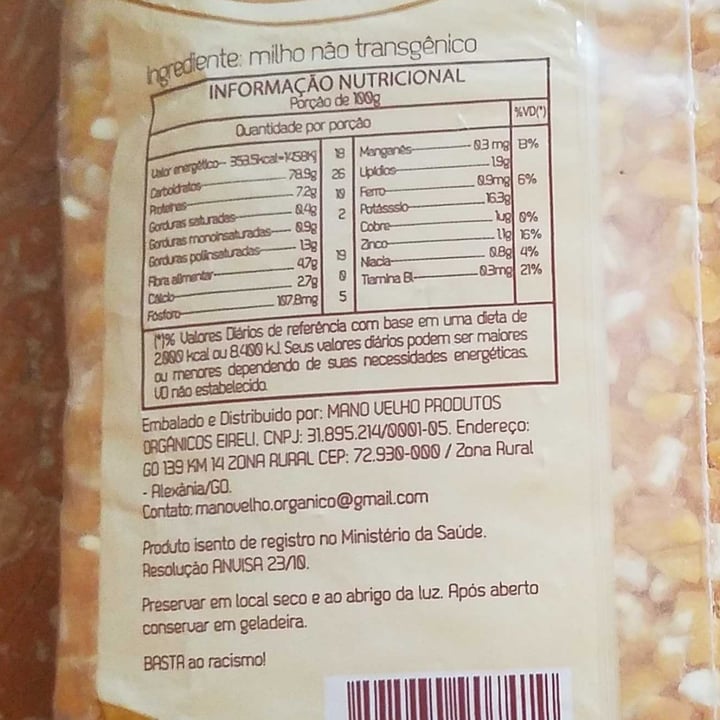 Ingrediente: milho não transgênico
INFORMAÇÃO NUTRICIONAL
Porção de 100g
Quantidade por porção
%VD(*)
Valor energético 353.5kcal=1458KJ 18
Carboidratos 78.9g 26
Proteínas 7.2g 19
Gorduras saturadas 0.4g 2
Gorduras monoinsaturadas 0.9g
Gorduras poliinsaturadas 1.3g
Fibra alimentar 4.7g 19
Cálcio 2.7g 0
Fósforo 107.8mg 5
Manganês 0.3 mg 13%
Lipídios 1.9g
Ferro 0.9mg 6%
Potássio 16.3g
Cobre 1ug 0%
Zinco 1.1g 16%
Niacia 0.8g 4%
Tiamina B1 0.3mg 21%
(*)% Valores Diários de referência com base em uma dieta de
2.000 kcal ou 8.400 kJ. Seus valores diários podem ser maiores
ou menores dependendo de suas necessidades energéticas.
VD não estabelecido.
Embalado e Distribuido por: MANO VELHO PRODUTOS
ORGÂNICOS EIRELI, CNPJ: 31.895.214/0001-05. Endereço:
GO 139 KM 14 ZONA RURAL CEP: 72.930-000 / Zona Rural
- Alexânia/GO.
Contato: manovelho.organico@gmail.com
Produto isento de registro no Ministério da Saúde.
Resolução ANVISA 23/10.
Preservar em local seco e ao abrigo da luz. Após aberto
conservar em geladeira.
BASTA ao racismo!